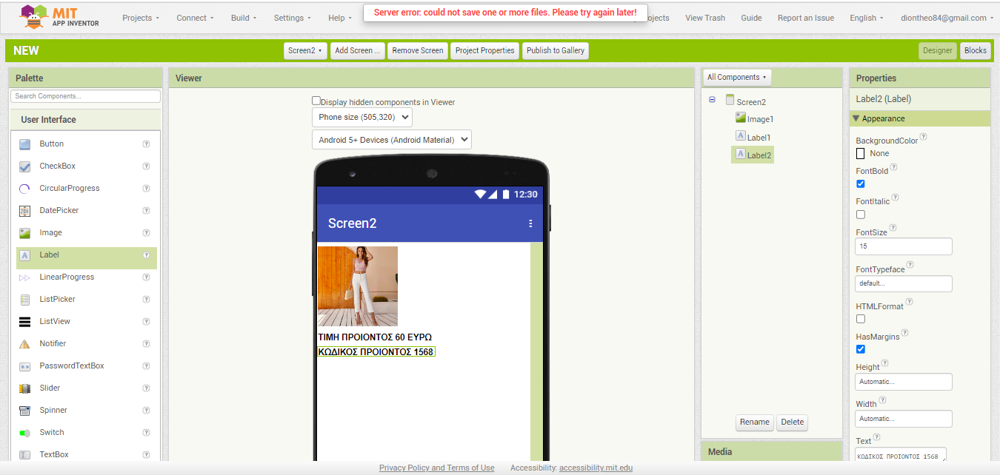 MIT
APP INVENTOR
Projects
Connect
Build
Settings
Help
Server error: could not save one or more files. Please try again later!
ojects
View Trash
Guide
Report an Issue
English
diontheo84@gmail.com
NEW
Screen2
Add Screen ...
Remove Screen
Project Properties
Publish to Gallery
Designer
Blocks
Palette
Search Components...
User Interface
Button
CheckBox
CircularProgress
DatePicker
Image
Label
LinearProgress
ListPicker
ListView
Notifier
PasswordTextBox
Slider
Spinner
Switch
TextBox
Viewer
Display hidden components in Viewer
Phone size (505,320)
Android 5+ Devices (Android Material)
12:30
Screen2
ΤΙΜΗ ΠΡΟΙΟΝΤΟΣ 60 ΕΥΡΩ
ΚΩΔΙΚΟΣ ΠΡΟΙΟΝΤΟΣ 1568
All Components
Screen2
Image1
Label1
Label2
Rename
Delete
Media
Properties
Label2 (Label)
Appearance
BackgroundColor
None
FontBold
FontItalic
FontSize
15
FontTypeface
default...
HTMLFormat
HasMargins
Height
Automatic...
Width
Automatic...
Text
ΚΩΔΙΚΟΣ ΠΡΟΙΟΝΤΟΣ 1568
Privacy Policy and Terms of Use
Accessibility: accessibility.mit.edu